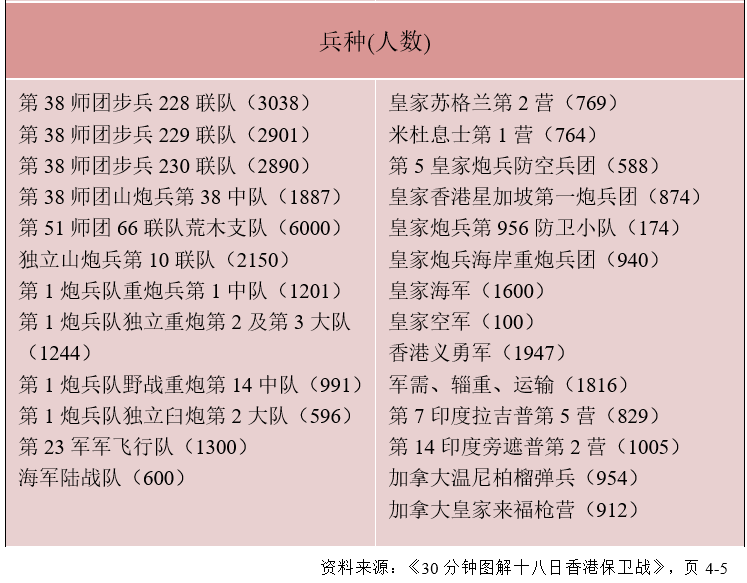 兵种(人数)
第 38 师团步兵 228 联队（3038）
第 38 师团步兵 229 联队（2901）
第 38 师团步兵 230 联队（2890）
第 38 师团山炮兵第 38 中队（1887）
第 51 师团 66 联队荒木支队（6000）
独立山炮兵第 10 联队（2150）
第 1 炮兵队重炮兵第 1 中队（1201）
第 1 炮兵队独立重炮第 2 及第 3 大队
（1244）
第 1 炮兵队野战重炮第 14 中队（991）
第 1 炮兵队独立臼炮第 2 大队（596）
第 23 军军飞行队（1300）
海军陆战队（600）
皇家苏格兰第 2 营（769）
米杜息士第 1 营（764）
第 5 皇家炮兵防空兵团（588）
皇家香港星加坡第一炮兵团（874）
皇家炮兵第 956 防卫小队（174）
皇家炮兵海岸重炮兵团（940）
皇家海军（1600）
皇家空军（100）
香港义勇军（1947）
军需、辎重、运输（1816）
第 7 印度拉吉普第 5 营（829）
第 14 印度旁遮普第 2 营（1005）
加拿大温尼柏榴弹兵（954）
加拿大皇家来福枪营（912）
资料来源：《30 分钟图解十八日香港保卫战》，页 4-5